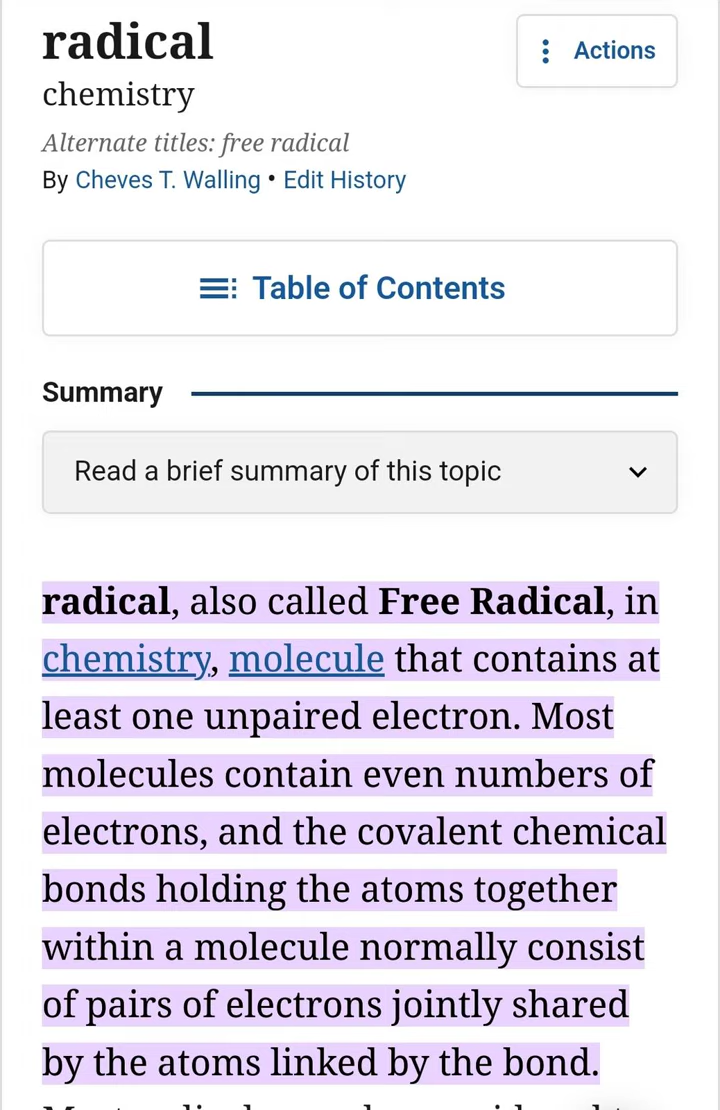 radical
Actions
chemistry
Alternate titles: free radical
By Cheves T. Walling • Edit History
Table of Contents
Summary
Read a brief summary of this topic
radical, also called Free Radical, in
chemistry, molecule that contains at
least one unpaired electron. Most
molecules contain even numbers of
electrons, and the covalent chemical
bonds holding the atoms together
within a molecule normally consist
of pairs of electrons jointly shared
by the atoms linked by the bond.